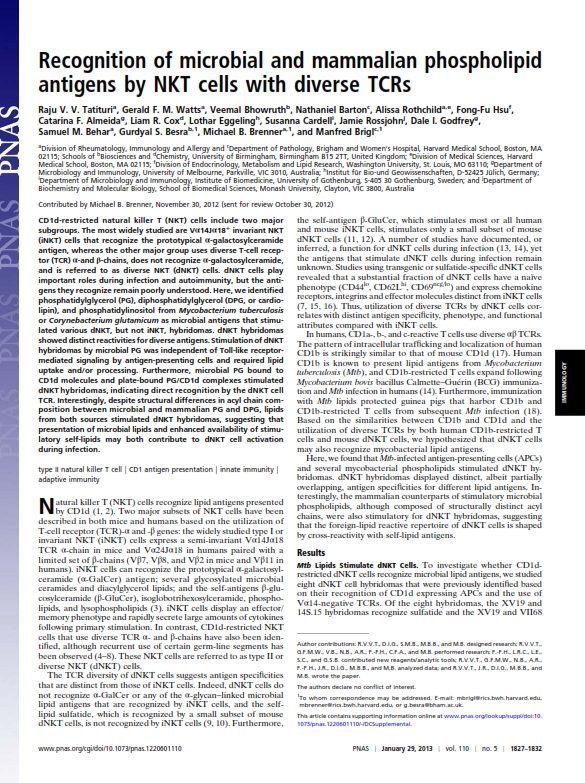 Recognition of microbial and mammalian phospholipid
antigens by NKT cells with diverse TCRs
Raju V. V. Tatituri, Gerald F. M. Watts, Veemal Bhowruth, Nathaniel Barton, Alissa Rothchild, Fong-Fu Hsu,
Catarina F. Almeida, Liam R. Cox, Lothar Eggeling, Susanna Cardell, Jamie Rossjohn, Dale I. Godfrey,
Samuel M. Behar, Gurdyal S. Besra, Michael B. Brenner, and Manfred Brigl
Division of Rheumatology, Immunology and Allergy and Department of Pathology, Brigham and Women's Hospital, Harvard Medical School, Boston, MA
02115; Schools of Biosciences and Chemistry, University of Birmingham, Birmingham B15 2TT, United Kingdom; Division of Medical Sciences, Harvard
Medical School, Boston, MA 02115; Division of Endocrinology, Metabolism and Lipid Research, Washington University, St. Louis, MO 63110; Department of
Microbiology and Immunology, University of Melbourne, Parkville, VIC 3010, Australia; Institut für Bio-und Geowissenschaften, D-52425 Jülich, Germany;
Department of Microbiology and Immunology, Institute of Biomedicine, University of Gothenburg, S-405 30 Gothenburg, Sweden; and Department of
Biochemistry and Molecular Biology, School of Biomedical Sciences, Monash University, Clayton, VIC 3800, Australia
Contributed by Michael B. Brenner, November 30, 2012 (sent for review October 30, 2012)
CD1d-restricted natural killer T (NKT) cells include two major
subgroups. The most widely studied are Vα14Jα18⁺ invariant NKT
(iNKT) cells that recognize the prototypical α-galactosylceramide
antigen, whereas the other major group uses diverse T-cell recep-
tor (TCR) α-and β-chains, does not recognize α-galactosylceramide,
and is referred to as diverse NKT (dNKT) cells. dNKT cells play
important roles during infection and autoimmunity, but the anti-
gens they recognize remain poorly understood. Here, we identified
phosphatidylglycerol (PG), diphosphatidylglycerol (DPG, or cardio-
lipin), and phosphatidylinositol from Mycobacterium tuberculosis
or Corynebacterium glutamicum as microbial antigens that stimu-
lated various dNKT, but not iNKT, hybridomas. dNKT hybridomas
showed distinct reactivities for diverse antigens. Stimulation of dNKT
hybridomas by microbial PG was independent of Toll-like receptor-
mediated signaling by antigen-presenting cells and required lipid
uptake and/or processing. Furthermore, microbial PG bound to
CD1d molecules and plate-bound PG/CD1d complexes stimulated
dNKT hybridomas, indicating direct recognition by the dNKT cell
TCR. Interestingly, despite structural differences in acyl chain com-
position between microbial and mammalian PG and DPG, lipids
from both sources stimulated dNKT hybridomas, suggesting that
presentation of microbial lipids and enhanced availability of stimu-
latory self-lipids may both contribute to dNKT cell activation
during infection.
type II natural killer T cell | CD1 antigen presentation | innate immunity |
adaptive immunity
Natural killer T (NKT) cells recognize lipid antigens presented
by CD1d (1, 2). Two major subsets of NKT cells have been
described in both mice and humans based on the utilization of
T-cell receptor (TCR)-α and -β genes: the widely studied type I or
invariant NKT (iNKT) cells express a semi-invariant Vα14Jα18
TCR α-chain in mice and Vα24Jα18 in humans paired with a
limited set of β-chains (Vβ7, Vβ8, and Vβ2 in mice and Vβ11 in
humans). iNKT cells can recognize the prototypical α-galactosyl-
ceramide (α-GalCer) antigen; several glycosylated microbial
ceramides and diacylglycerol lipids; and the self-antigens β-glu-
cosylceramide (β-GluCer), isoglobotrihexosylceramide, phospho-
lipids, and lysophospholipids (3). iNKT cells display an effector/
memory phenotype and rapidly secrete large amounts of cytokines
following primary stimulation. In contrast, CD1d-restricted NKT
cells that use diverse TCR α- and β-chains have also been iden-
tified, although recurrent use of certain germ-line segments has
been observed (4–8). These NKT cells are referred to as type II or
diverse NKT (dNKT) cells.
The TCR diversity of dNKT cells suggests antigen specificities
that are distinct from those of iNKT cells. Indeed, dNKT cells do
not recognize α-GalCer or any of the α-glycan–linked microbial
lipid antigens that are recognized by iNKT cells, and the self-
lipid sulfatide, which is recognized by a small subset of mouse
dNKT cells, is not recognized by iNKT cells (9, 10). Furthermore,
the self-antigen β-GluCer, which stimulates most or all human
and mouse iNKT cells, stimulates only a small subset of mouse
dNKT cells (11, 12). A number of studies have documented, or
inferred, a function for dNKT cells during infection (13, 14), yet
the antigens that stimulate dNKT cells during infection remain
unknown. Studies using transgenic or sulfatide-specific dNKT cells
revealed that a substantial fraction of dNKT cells have a naïve
phenotype (CD44lo, CD62Lhi, CD69neg/lo) and express chemokine
receptors, integrins and effector molecules distinct from iNKT cells
(7, 15, 16). Thus, utilization of diverse TCRs by dNKT cells cor-
relates with distinct antigen specificity, phenotype, and functional
attributes compared with iNKT cells.
In humans, CD1a-,b-, and c-reactive T cells use diverse αβ TCRs.
The pattern of intracellular trafficking and localization of human
CD1b is strikingly similar to that of mouse CD1d (17). Human
CD1b is known to present lipid antigens from Mycobacterium
tuberculosis (Mtb), and CD1b-restricted T cells expand following
Mycobacterium bovis bacillus Calmette–Guérin (BCG) immuniza-
tion and Mtb infection in humans (14). Furthermore, immunization
with Mtb lipids protected guinea pigs that harbor CD1b and
CD1b-restricted T cells from subsequent Mtb infection (18).
Based on the similarities between CD1b and CD1d and the
utilization of diverse TCRs by both human CD1b-restricted T
cells and mouse dNKT cells, we hypothesized that dNKT cells
may also recognize mycobacterial lipid antigens.
Here, we found that Mtb-infected antigen-presenting cells (APCs)
and several mycobacterial phospholipids stimulated dNKT hy-
bridomas. dNKT hybridomas displayed distinct, albeit partially
overlapping, antigen specificities for different lipid antigens. In-
terestingly, the mammalian counterparts of stimulatory microbial
phospholipids, although composed of structurally distinct acyl
chains, were also stimulatory for dNKT hybridomas, suggesting
that the foreign-lipid reactive repertoire of dNKT cells is shaped
by cross-reactivity with self-lipid antigens.
Results
Mtb Lipids Stimulate dNKT Cells. To investigate whether CD1d-
restricted dNKT cells recognize microbial lipid antigens, we studied
eight dNKT cell hybridomas that were previously identified based
on their recognition of CD1d expressing APCs and the use of
Vα14-negative TCRs. Of the eight hybridomas, the XV19 and
14S.15 hybridomas recognize sulfatide and the XV19 and VIII68
Author contributions: R.V.V.T., D.I.G., S.M.B., M.B.B., and M.B. designed research; R.V.V.T.,
G.F.M.W., V.B., N.B., A.R., F.-F.H., C.F.A., and M.B. performed research; F.-F.H., L.R.C., L.E.,
S.C., and G.S.B. contributed new reagents/analytic tools; R.V.V.T., G.F.M.W., N.B., A.R.,
F.-F.H., J.R., D.I.G., M.B.B., and M.B. analyzed data; and R.V.V.T., J.R., D.I.G., M.B.B., and
M.B. wrote the paper.
The authors declare no conflict of interest.
To whom correspondence may be addressed. E-mail: mbrigl@rics.bwh.harvard.edu,
mbrenner@rics.bwh.harvard.edu, or g.besra@bham.ac.uk.
This article contains supporting information online at www.pnas.org/lookup/suppl/doi:10.
1073/pnas.1220601110/-/DCSupplemental.
IMMUNOLOGY
PNAS PNAS PNAS
www.pnas.org/cgi/doi/10.1073/pnas.1220601110
PNAS | January 29, 2013 | vol. 110 | no. 5 | 1827–1832